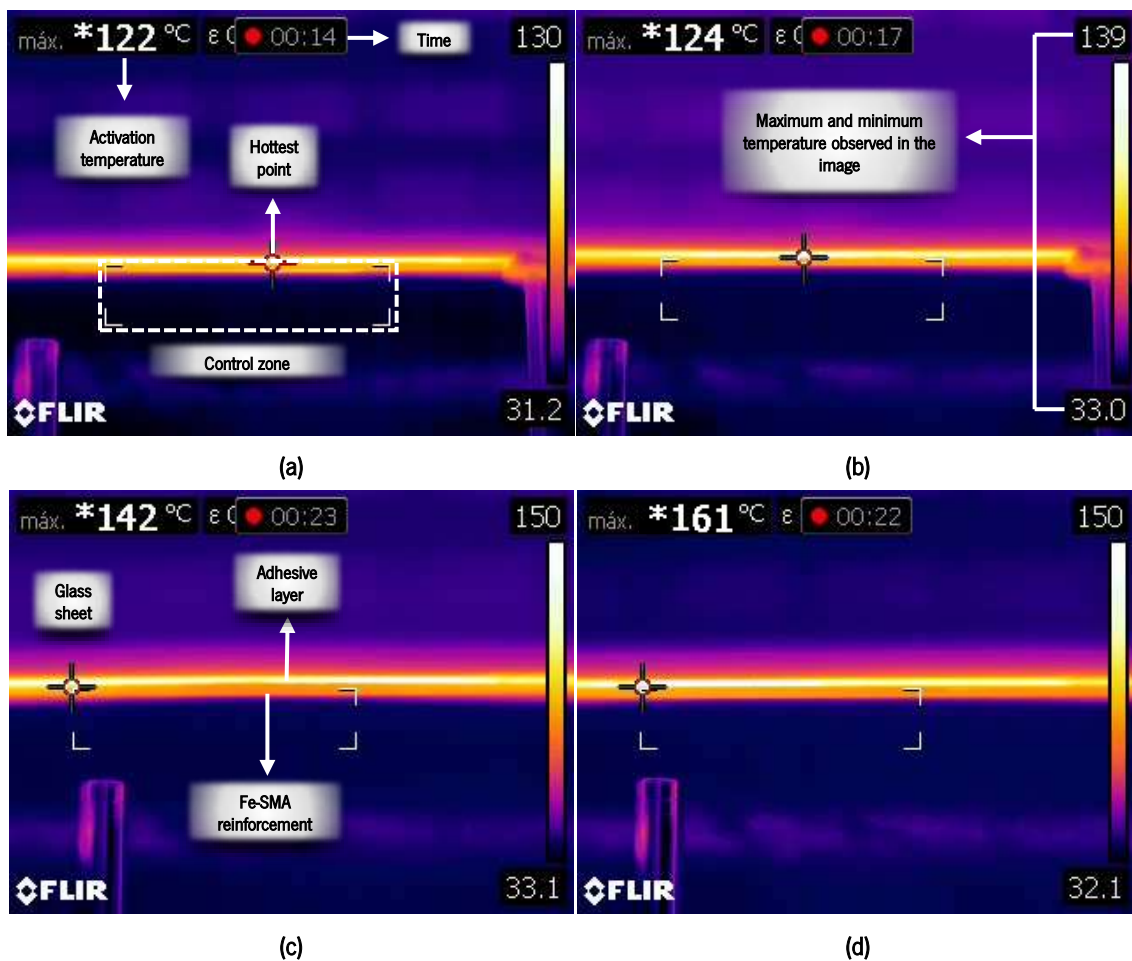 máx. *122 °C ε 00:14 Time 130
Activation
temperature
Hottest
point
Control zone
FLIR 31.2
(a)
máx. *124 °C ε 00:17 139
Maximum and minimum
temperature observed in the
image
FLIR 33.0
(b)
máx. *142 °C ε 00:23 150
Glass
sheet
Adhesive
layer
Fe-SMA
reinforcement
FLIR 33.1
(c)
máx. *161 °C ε 00:22 150
FLIR 32.1
(d)